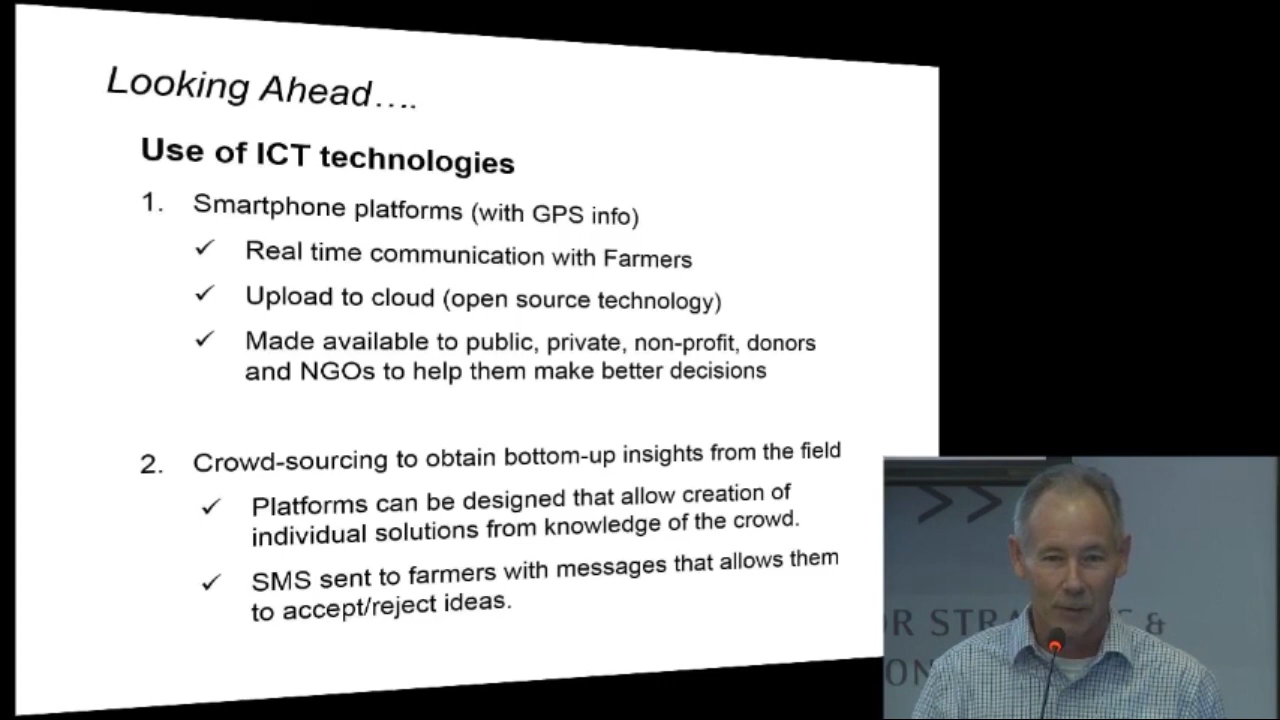 Looking Ahead….
Use of ICT technologies
1. Smartphone platforms (with GPS info)
✓ Real time communication with Farmers
✓ Upload to cloud (open source technology)
✓ Made available to public, private, non-profit, donors
and NGOs to help them make better decisions
2. Crowd-sourcing to obtain bottom-up insights from the field
✓ Platforms can be designed that allow creation of
individual solutions from knowledge of the crowd.
✓ SMS sent to farmers with messages that allows them
to accept/reject ideas.
>>
&